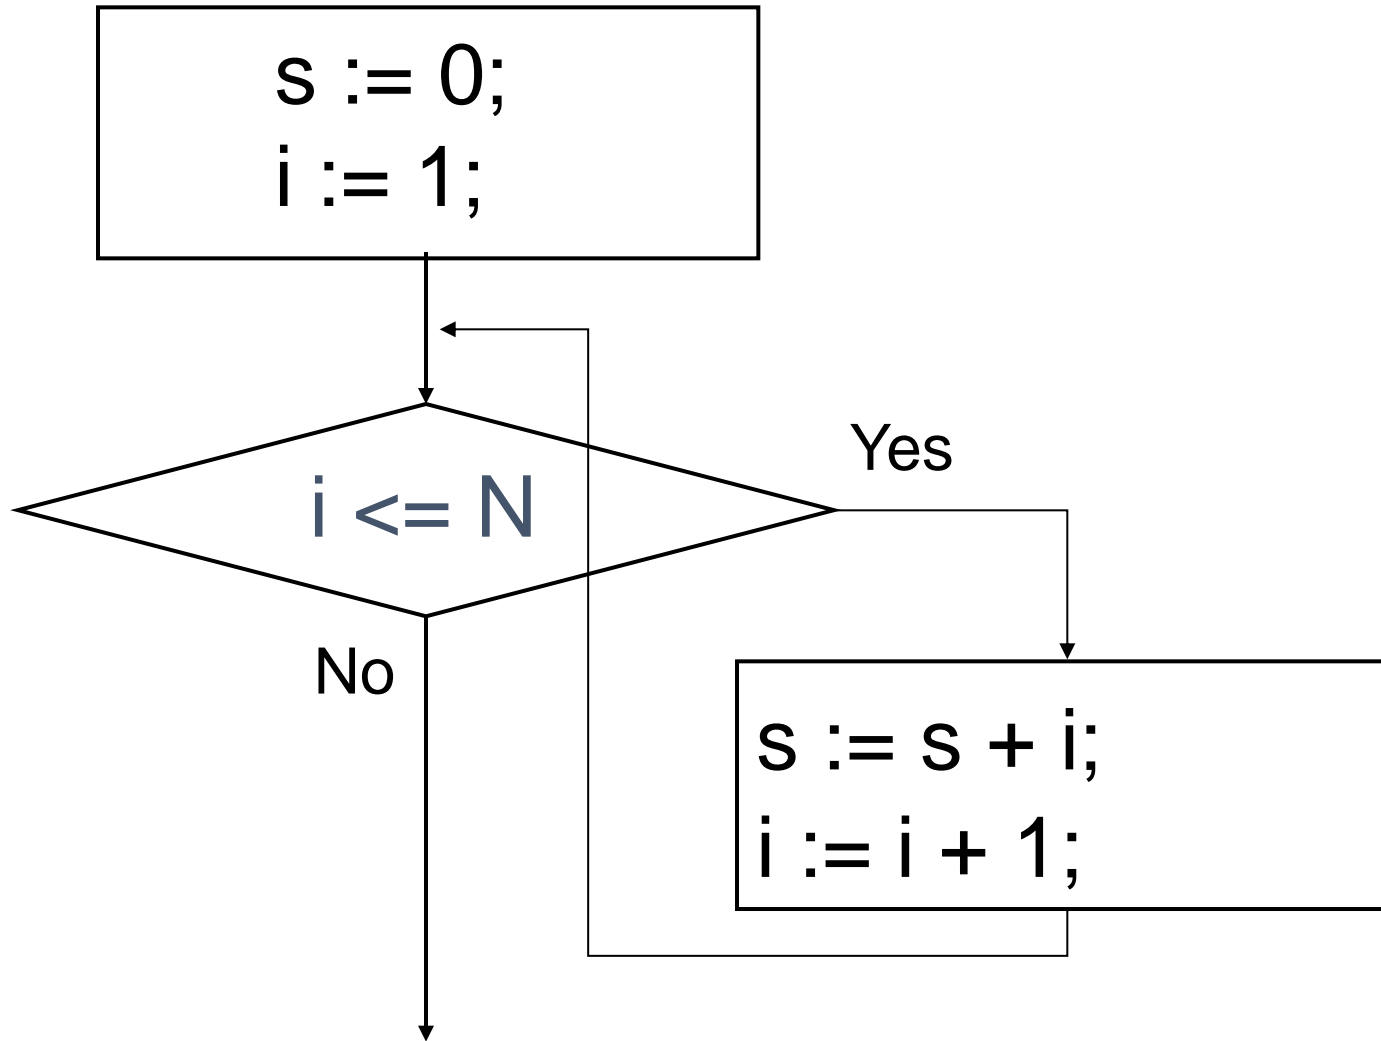 s := 0;
i := 1;
i <= N
Yes
No
s := s + i;
i := i + 1;